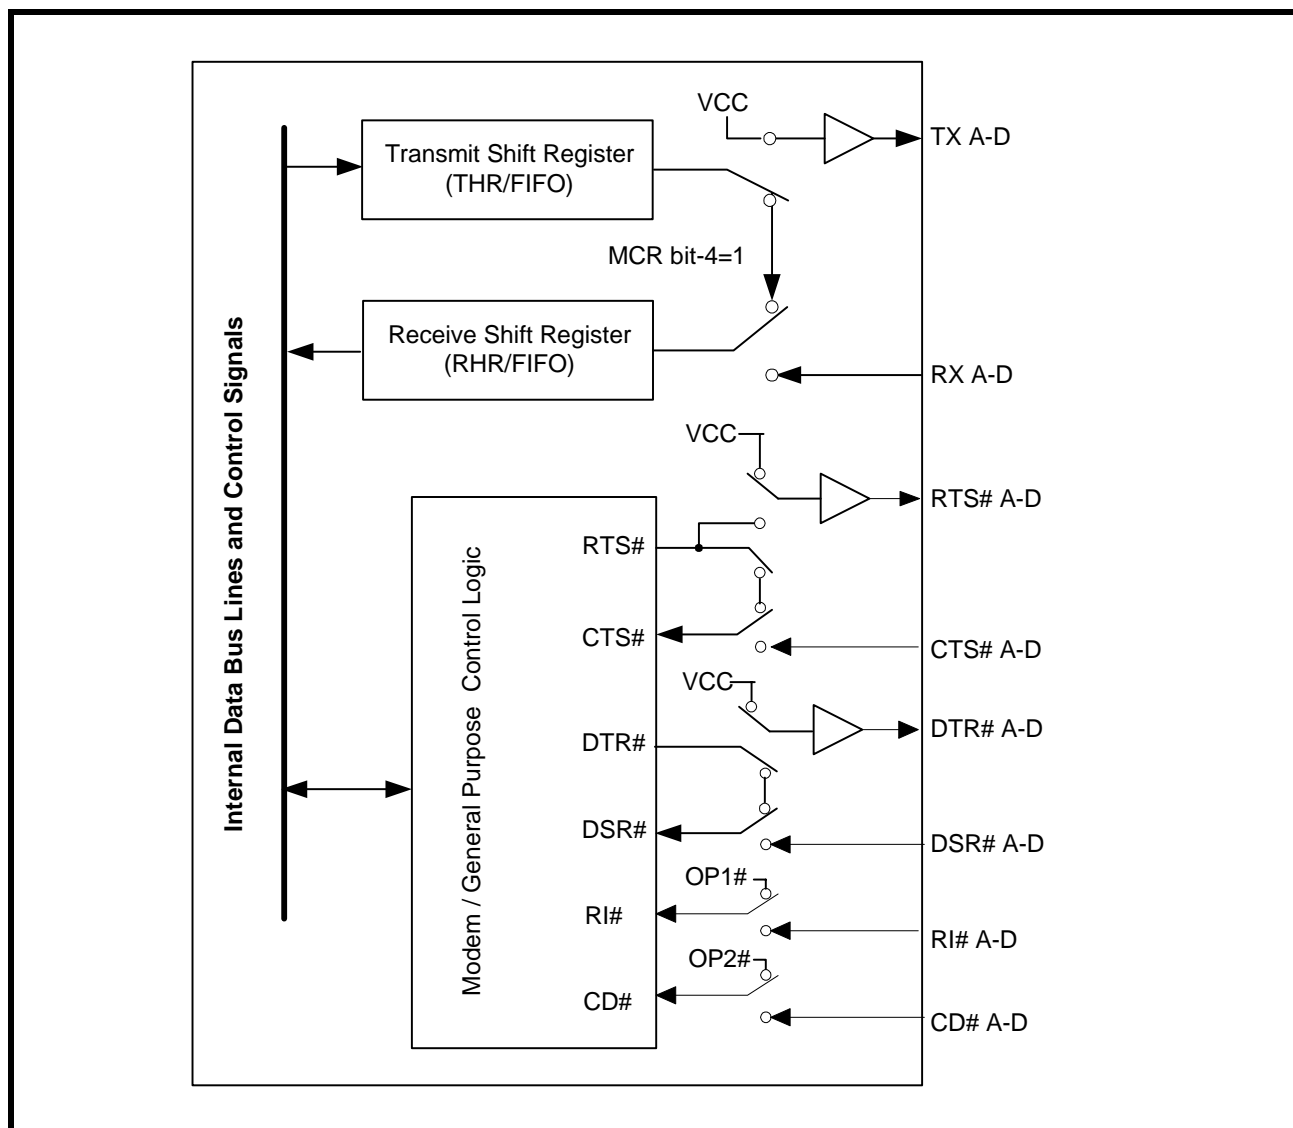 VCC
TX A-D
Transmit Shift Register
(THR/FIFO)
MCR bit-4=1
Receive Shift Register
(RHR/FIFO)
RX A-D
Internal Data Bus Lines and Control Signals
VCC
RTS# A-D
Modem / General Purpose Control Logic
RTS#
CTS#
CTS# A-D
VCC
DTR#
DTR# A-D
DSR#
DSR# A-D
OP1#
RI#
RI# A-D
OP2#
CD#
CD# A-D